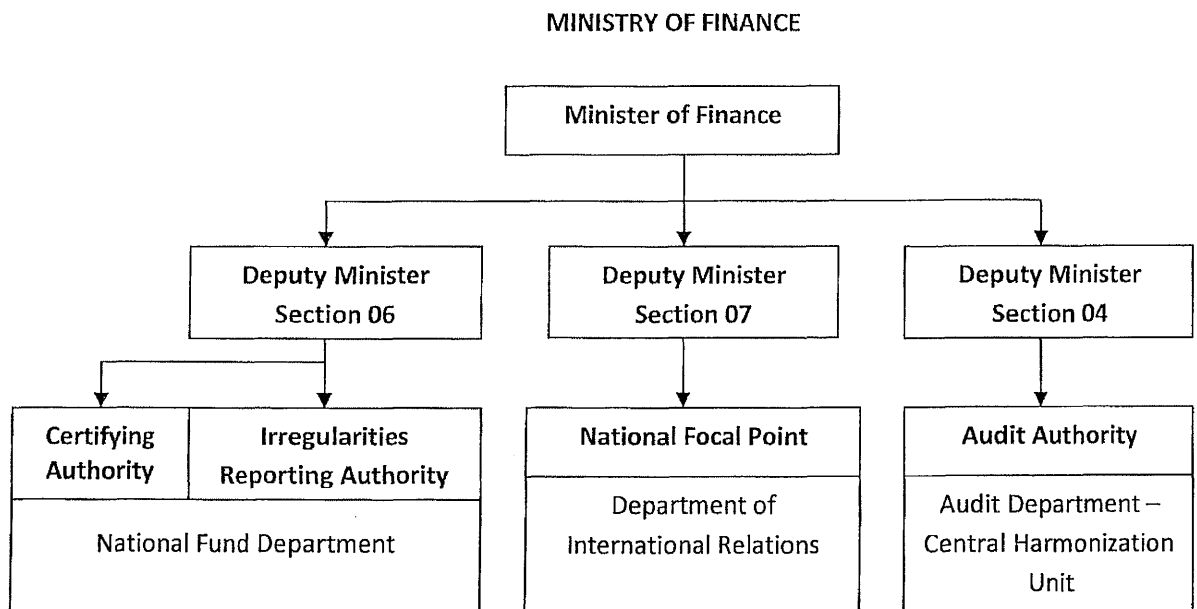 MINISTRY OF FINANCE
Minister of Finance
Deputy Minister
Section 06
Deputy Minister
Section 07
Deputy Minister
Section 04
Certifying
Authority
Irregularities
Reporting Authority
National Fund Department
National Focal Point
Department of
International Relations
Audit Authority
Audit Department –
Central Harmonization
Unit